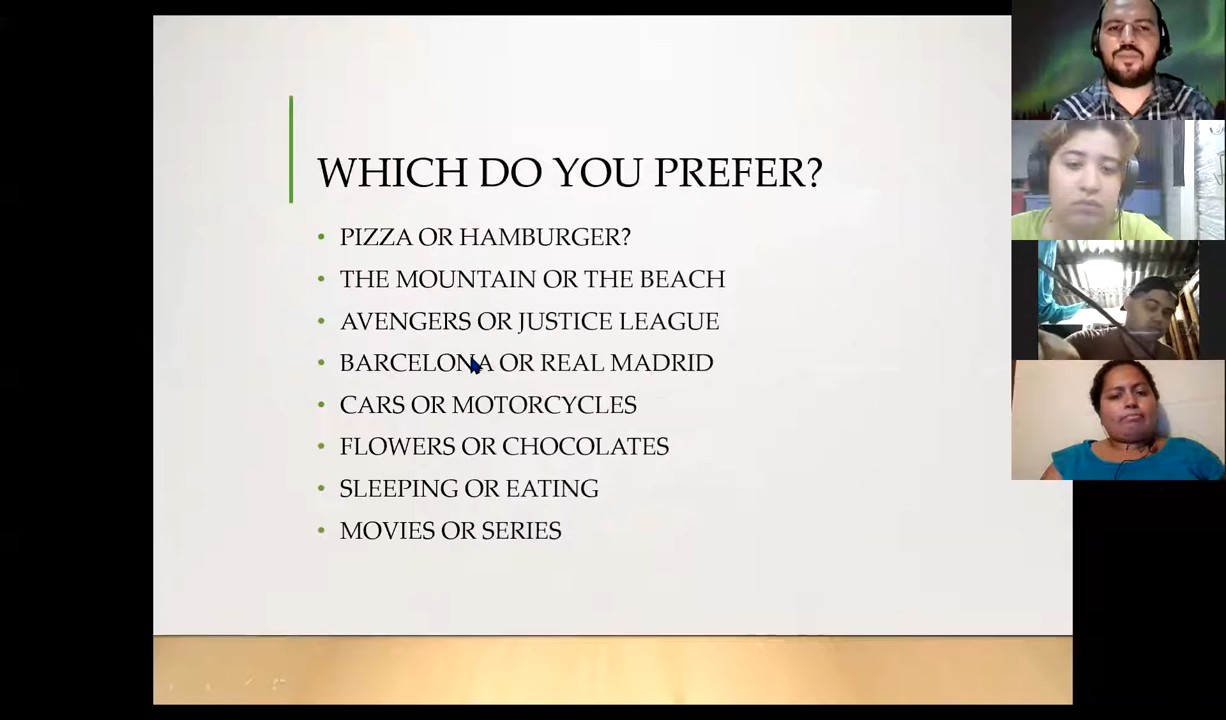 WHICH DO YOU PREFER?
• PIZZA OR HAMBURGER?
• THE MOUNTAIN OR THE BEACH
• AVENGERS OR JUSTICE LEAGUE
• BARCELONA OR REAL MADRID
• CARS OR MOTORCYCLES
• FLOWERS OR CHOCOLATES
• SLEEPING OR EATING
• MOVIES OR SERIES